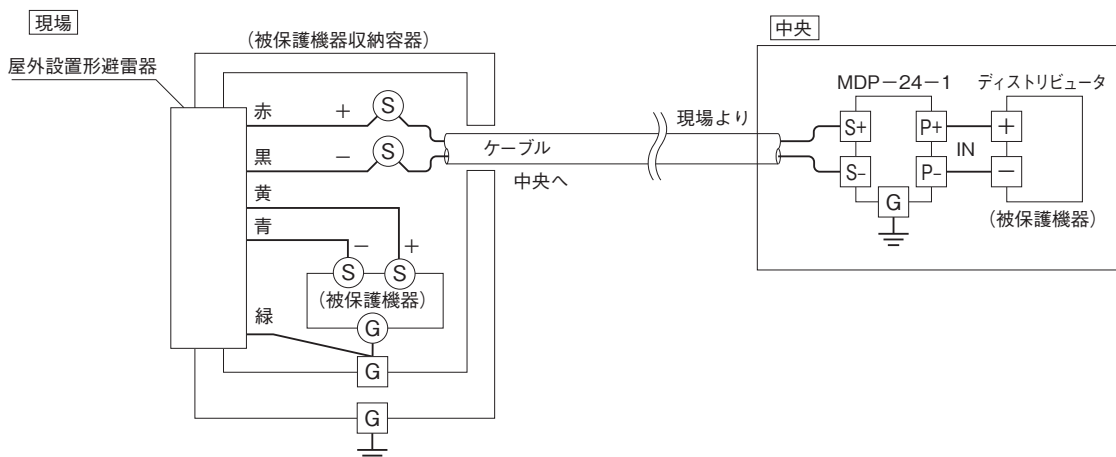 現場
(被保護機器収納容器)
屋外設置形避雷器
赤
+
S
黒
−
S
ケーブル
中央へ
現場より
黄
青
−
+
S
S
(被保護機器)
G
緑
G
G
中央
MDP−24−1
ディストリビュータ
S+
P+
+
IN
S−
P−
−
G
(被保護機器)